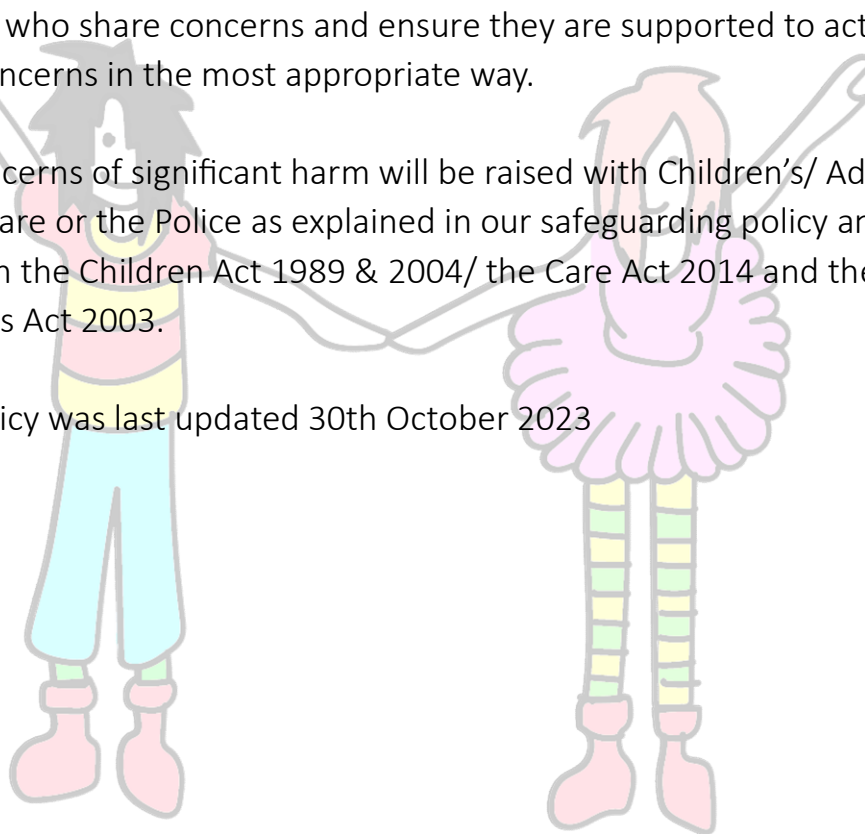 who share concerns and ensure they are supported to act
ncerns in the most appropriate way.
cerns of significant harm will be raised with Children’s/ Ad
are or the Police as explained in our safeguarding policy an
n the Children Act 1989 & 2004/ the Care Act 2014 and the
s Act 2003.
icy was last updated 30th October 2023